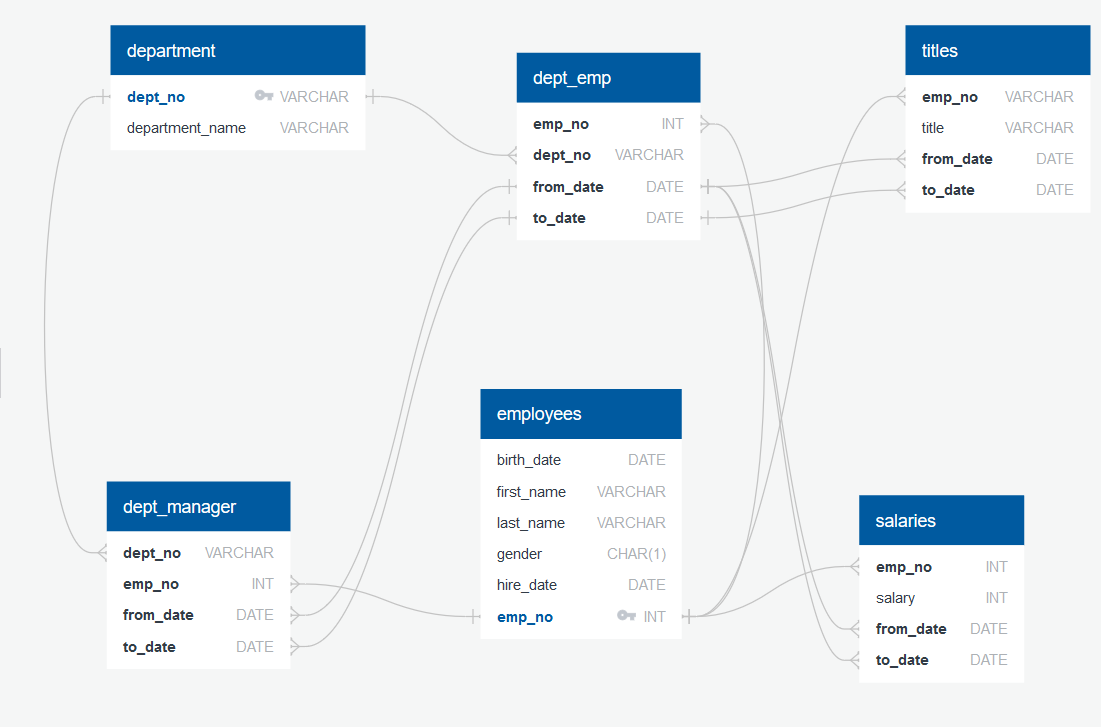 department
dept_no VARCHAR
department_name VARCHAR
dept_emp
emp_no INT
dept_no VARCHAR
from_date DATE
to_date DATE
titles
emp_no VARCHAR
title VARCHAR
from_date DATE
to_date DATE
dept_manager
dept_no VARCHAR
emp_no INT
from_date DATE
to_date DATE
employees
birth_date DATE
first_name VARCHAR
last_name VARCHAR
gender CHAR(1)
hire_date DATE
emp_no INT
salaries
emp_no INT
salary INT
from_date DATE
to_date DATE